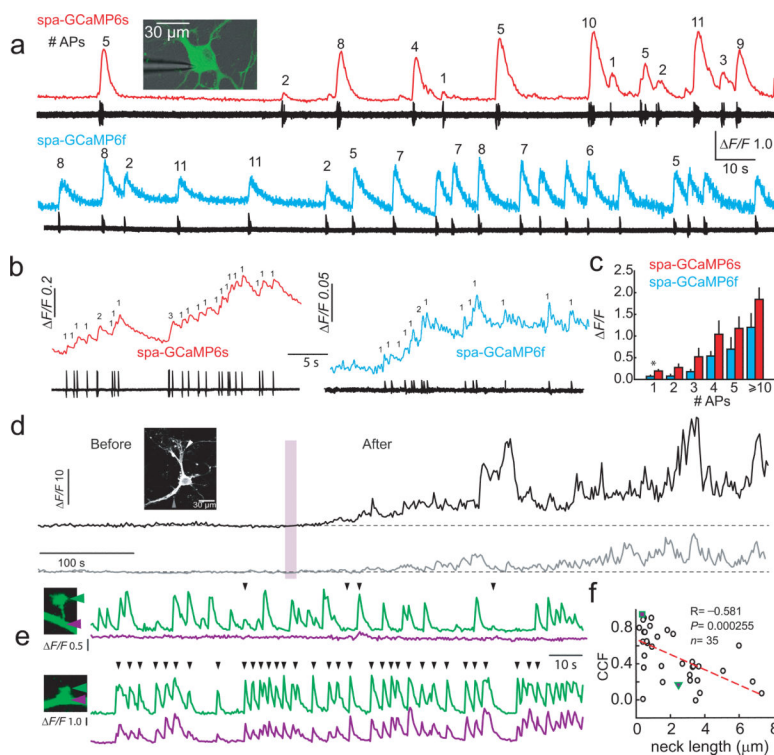 a
spa-GCaMP6s
# APs
30 μm
5
2
8
4
1
5
10
1
5
2
11
3
9
spa-GCaMP6f
ΔF/F 1.0
10 s
8
8
2
11
11
2
5
7
7
8
7
6
5
b
ΔF/F 0.2
1 1 1 1 2 1 3 1 1 1 1 1 1 1 1 1 1 1
spa-GCaMP6s
5 s
ΔF/F 0.05
1 1 1 1 2 1 1 1 1 1 1 1
spa-GCaMP6f
c
spa-GCaMP6s
spa-GCaMP6f
ΔF/F
2.5
2.0
1.5
1.0
0.5
0.0
*
1 2 3 4 5 ⩾10
# APs
d
Before
30 μm
After
ΔF/F 10
100 s
e
ΔF/F 0.5
10 s
ΔF/F 1.0
f
R= −0.581
P= 0.000255
n= 35
CCF
0.8
0.4
0.0
0 2 4 6 8
neck length (μm)